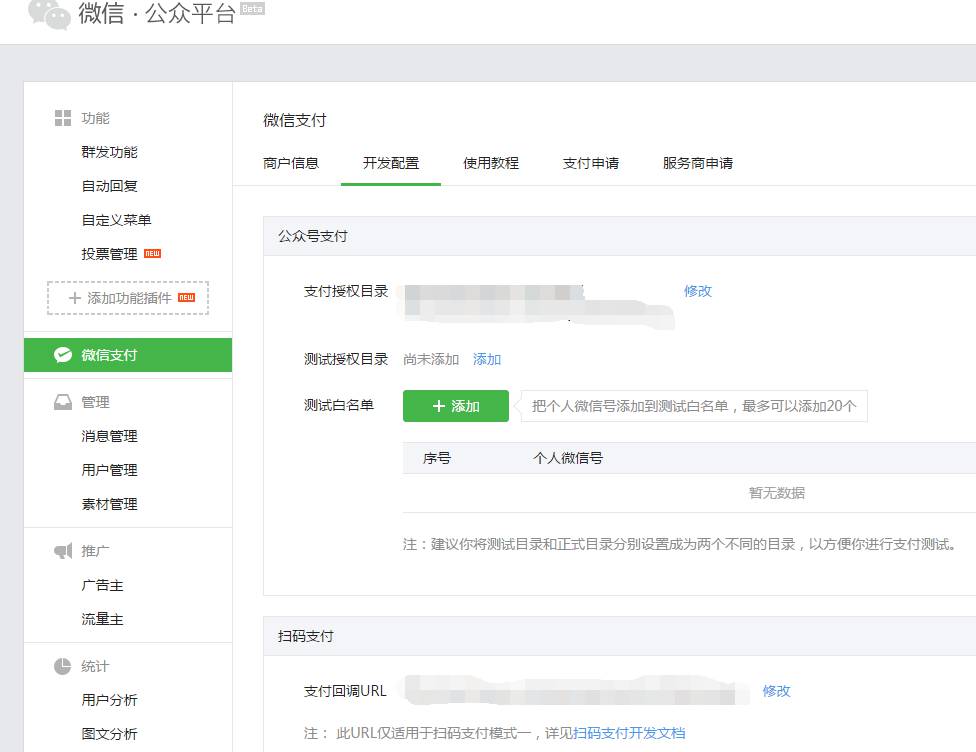 微信·公众平台 Beta
功能
群发功能
自动回复
自定义菜单
投票管理 NEW
+ 添加功能插件 NEW
微信支付
管理
消息管理
用户管理
素材管理
推广
广告主
流量主
统计
用户分析
图文分析
微信支付
商户信息 开发配置 使用教程 支付申请 服务商申请
公众号支付
支付授权目录 修改
测试授权目录 尚未添加 添加
测试白名单 + 添加 把个人微信号添加到测试白名单，最多可以添加20个
序号 个人微信号
暂无数据
注：建议你将测试目录和正式目录分别设置成为两个不同的目录，以方便你进行支付测试。
扫码支付
支付回调URL 修改
注： 此URL仅适用于扫码支付模式一，详见扫码支付开发文档